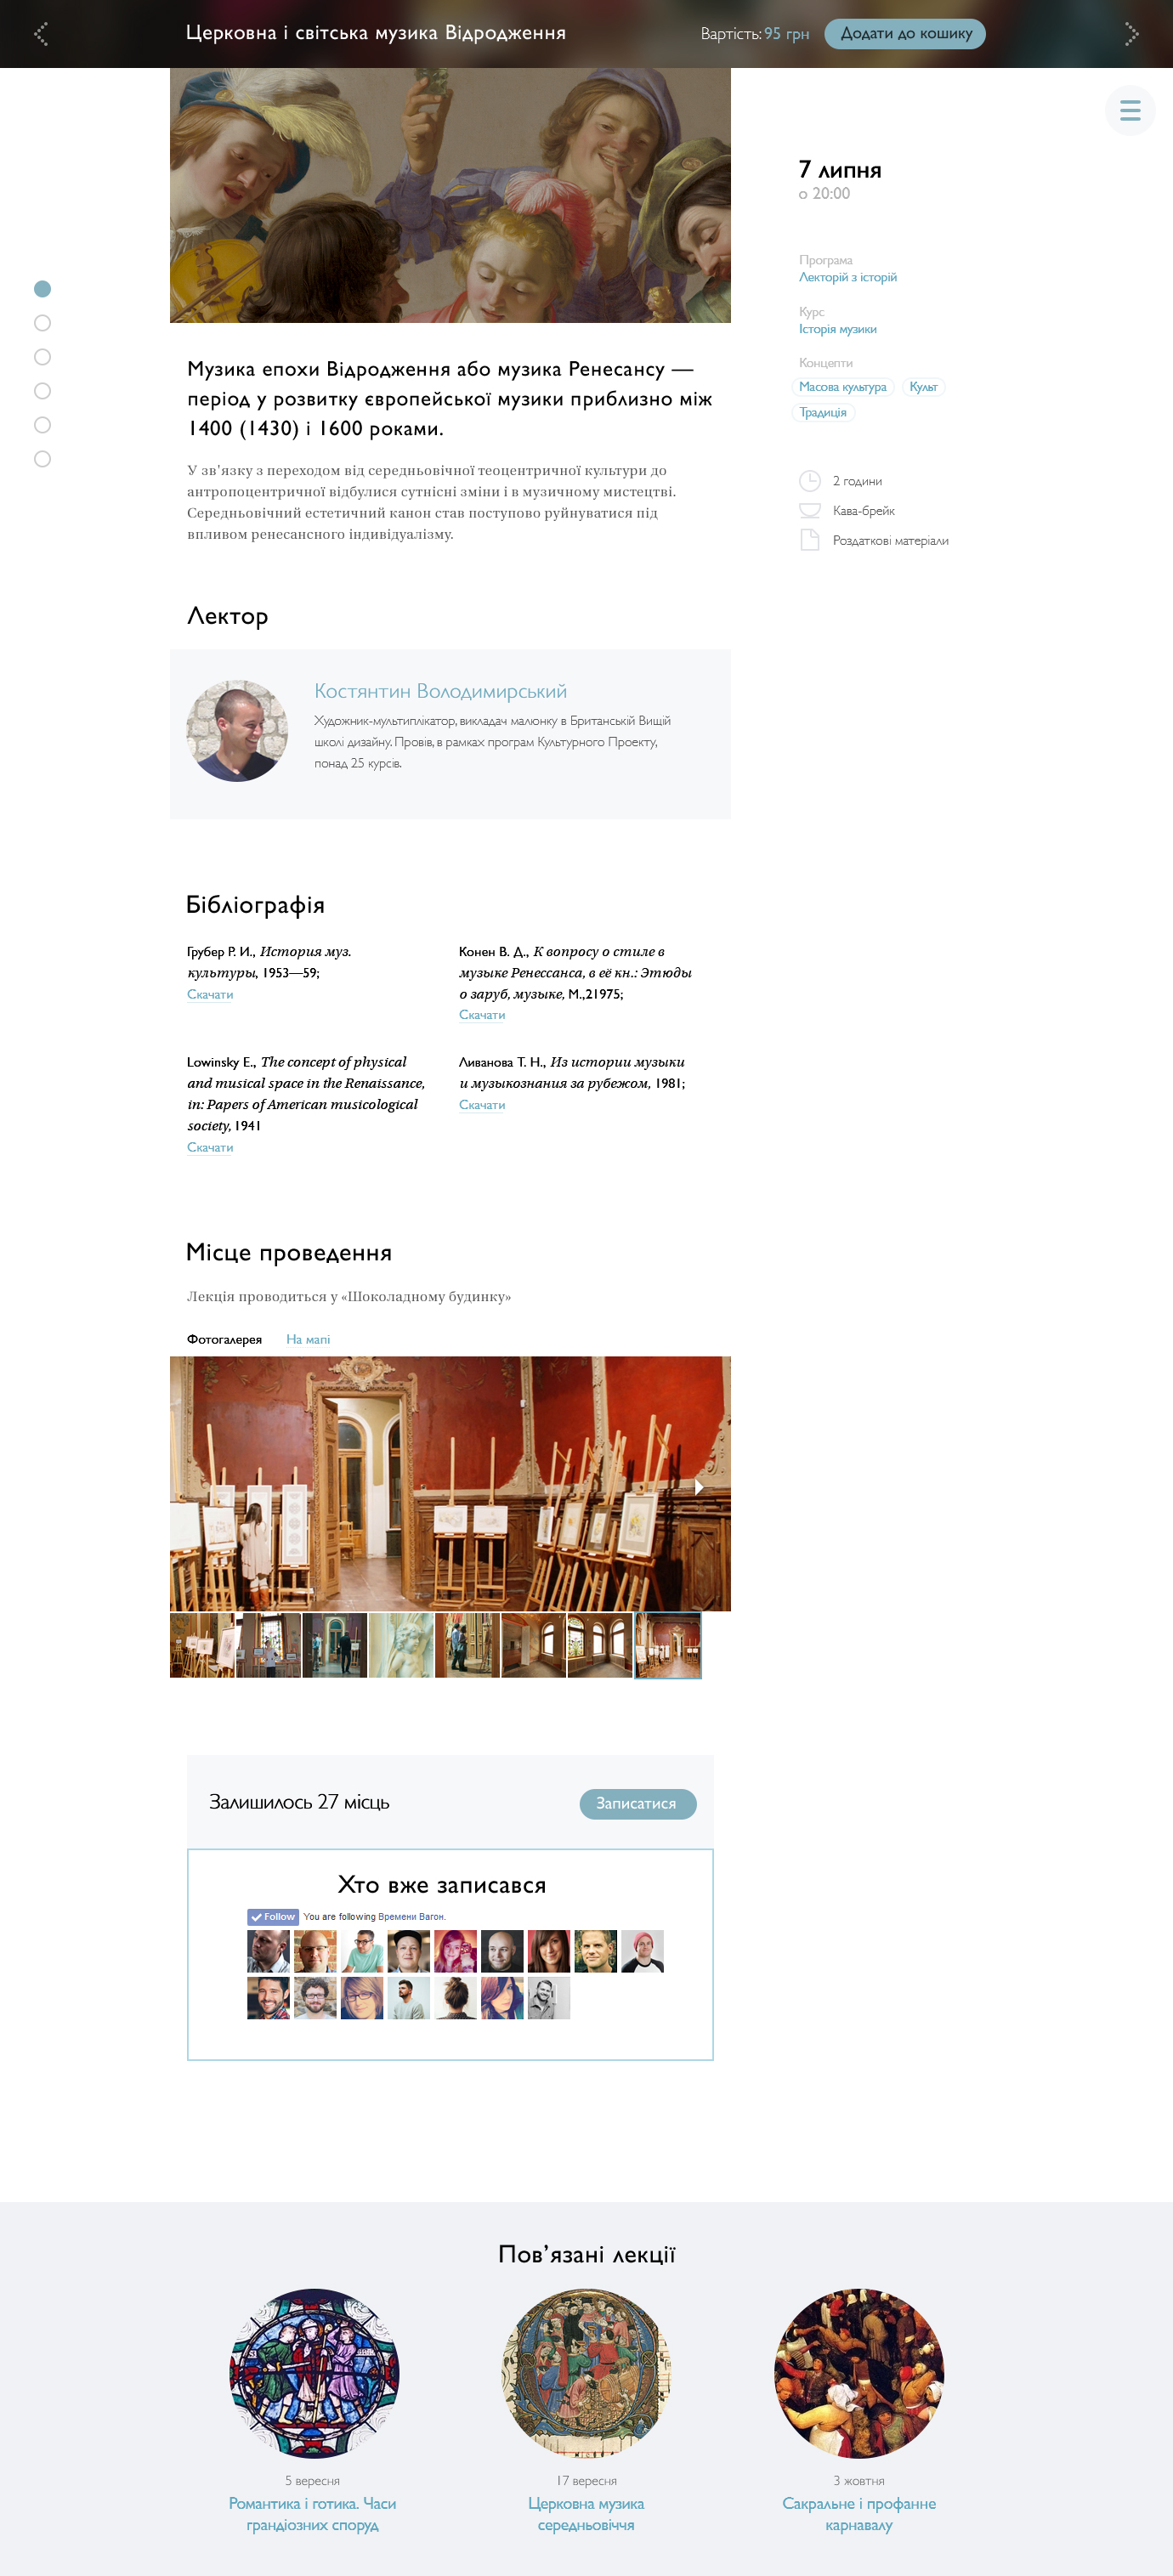 Церковна і світська музика Відродження
Вартість: 95 грн
Додати до кошику
7 липня
о 20:00
Програма
Лекторій з історій
Курс
Історія музики
Концепти
Масова культура Культ
Традиція
2 години
Кава-брейк
Роздаткові матеріали
Музика епохи Відродження або музика Ренесансу —
період у розвитку європейської музики приблизно між
1400 (1430) і 1600 роками.
У зв’язку з переходом від середньовічної теоцентричної культури до
антропоцентричної відбулися сутнісні зміни і в музичному мистецтві.
Середньовічний естетичний канон став поступово руйнуватися під
впливом ренесансного індивідуалізму.
Лектор
Костянтин Володимирський
Художник-мультиплікатор, викладач малюнку в Британській Вищій
школі дизайну. Провів, в рамках програм Культурного Проекту,
понад 25 курсів.
Бібліографія
Грубер Р. И., История муз.
культуры, 1953—59;
Скачати
Конен В. Д., К вопросу о стиле в
музыке Ренессанса, в её кн.: Этюды
о заруб, музыке, М.,21975;
Скачати
Lowinsky E., The concept of physical
and musical space in the Renaissance,
in: Papers of American musicological
society, 1941
Скачати
Ливанова Т. Н., Из истории музыки
и музыкознания за рубежом, 1981;
Скачати
Місце проведення
Лекція проводиться у «Шоколадному будинку»
Фотогалерея На мапі
Залишилось 27 місць
Записатися
Хто вже записався
Follow You are following Времени Вагон.
Пов’язані лекції
5 вересня
Романтика і готика. Часи
грандіозних споруд
17 вересня
Церковна музика
середньовіччя
3 жовтня
Сакральне і профанне
карнавалу